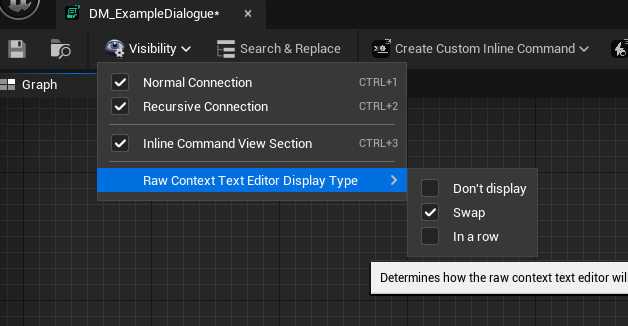 DM_ExampleDialogue*
Visibility
Search & Replace
Create Custom Inline Command
Graph
Normal Connection CTRL+1
Recursive Connection CTRL+2
Inline Command View Section CTRL+3
Raw Context Text Editor Display Type
Don't display
Swap
In a row
Determines how the raw context text editor will